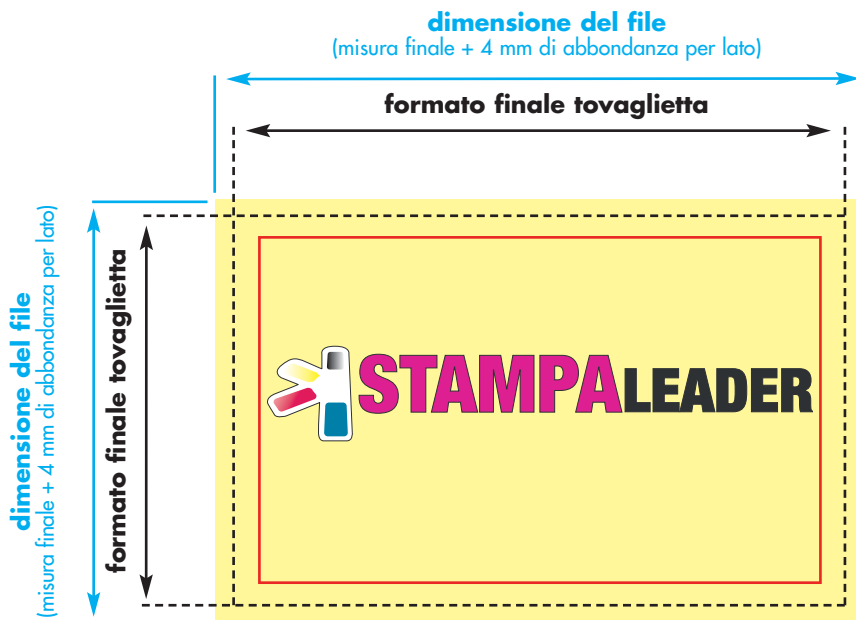 dimensione del file
(misura finale + 4 mm di abbondanza per lato)
formato finale tovaglietta
dimensione del file
(misura finale + 4 mm di abbondanza per lato)
formato finale tovaglietta
STAMPALEADER